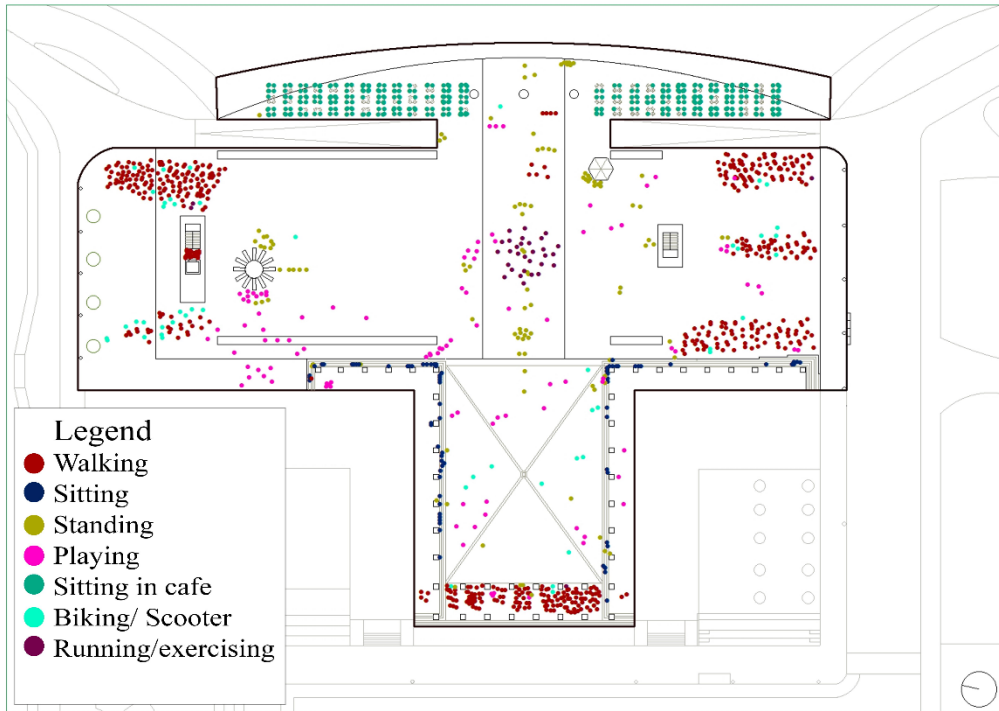 Legend
Walking
Sitting
Standing
Playing
Sitting in cafe
Biking/ Scooter
Running/exercising